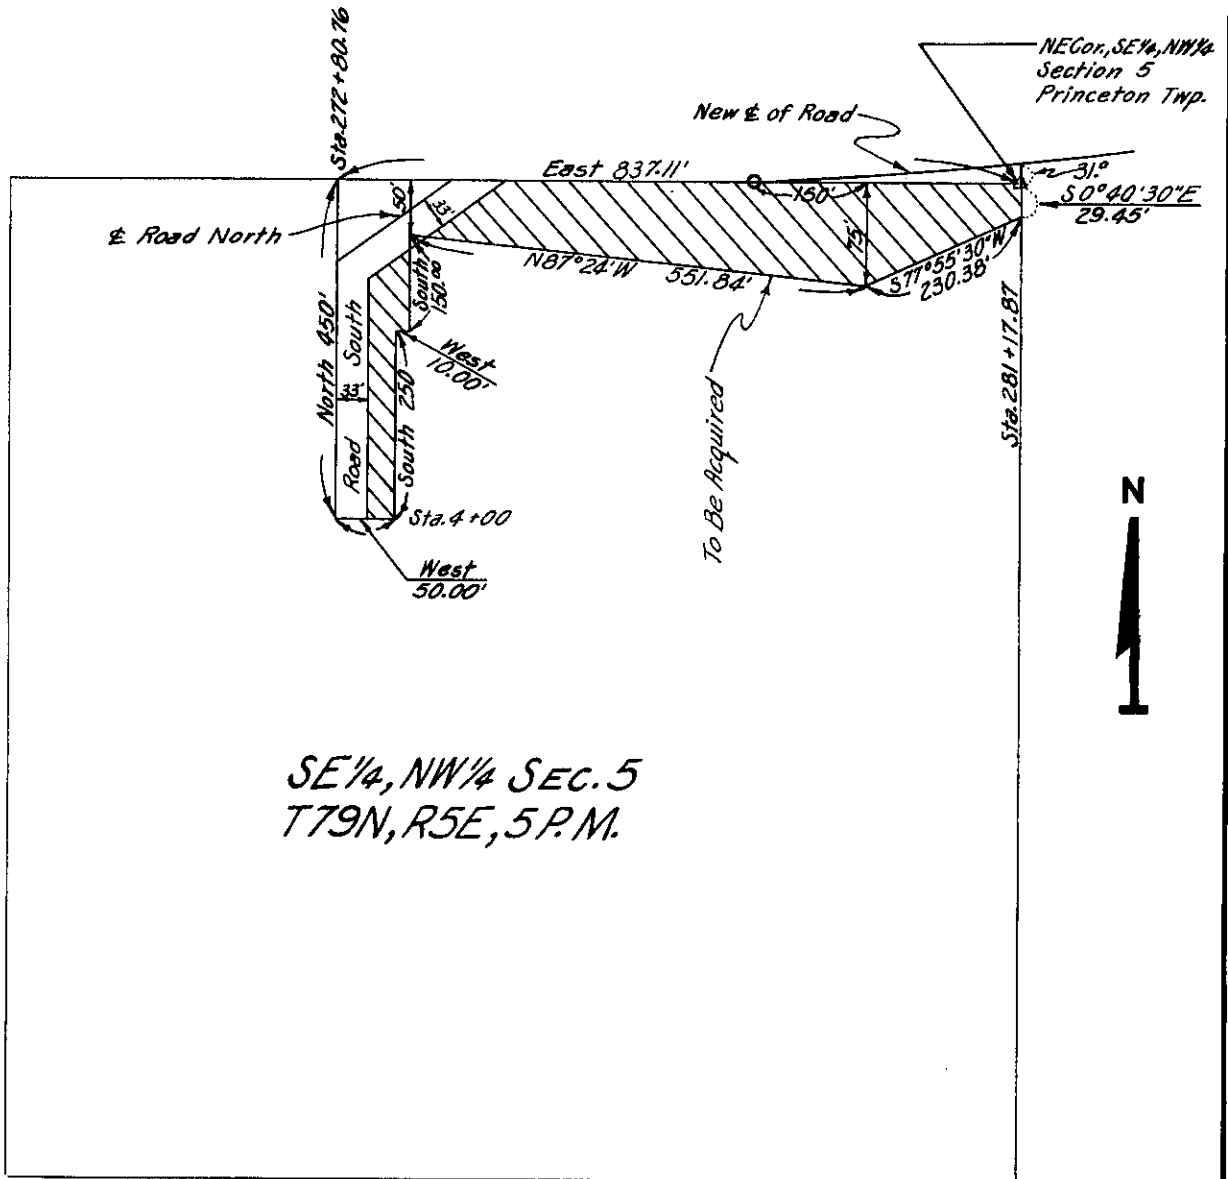 Sta. 272+80.76
NE Cor., SE¼, NW¼
Section 5
Princeton Twp.
New ℄ of Road
East 837.11'
31.°
S0°40'30"E
29.45'
150'
50'
33'
75'
℄ Road North
N87°24'W 551.84'
S77°55'30"W
230.38'
South
150.00
West
10.00'
North 450'
South
33'
Road
South 250
Sta. 4+00
West
50.00'
To Be Acquired
Sta. 281+17.87
N
SE¼, NW¼ SEC. 5
T79N, R5E, 5 P.M.